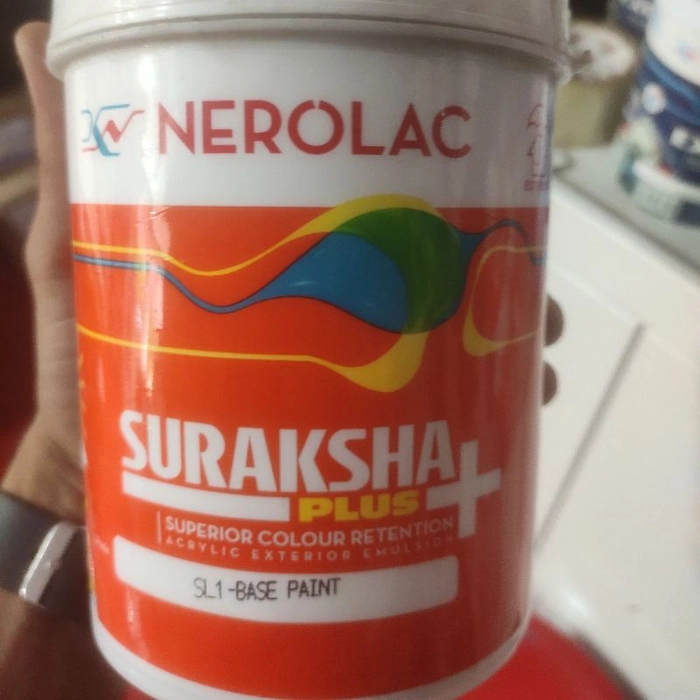 NEROLAC
SURAKSHA
PLUS +
SUPERIOR COLOUR RETENTION
ACRYLIC EXTERIOR EMULSION
SL1-BASE PAINT